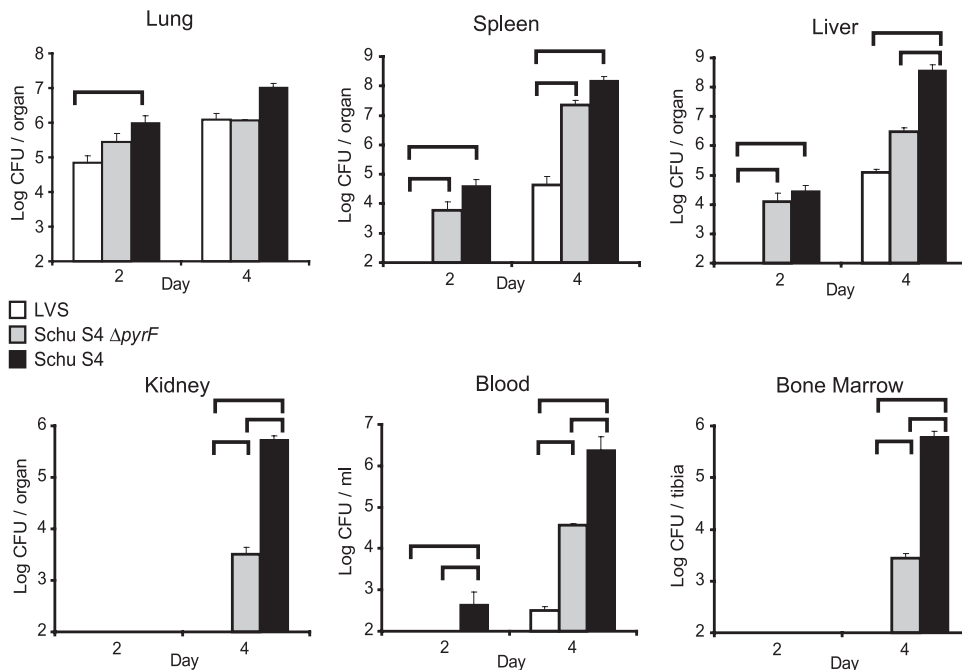 Lung
Log CFU / organ
8
7
6
5
4
3
2
2
4
Day
Spleen
Log CFU / organ
9
8
7
6
5
4
3
2
2
4
Day
Liver
Log CFU / organ
9
8
7
6
5
4
3
2
2
4
Day
LVS
Schu S4 ΔpyrF
Schu S4
Kidney
Log CFU / organ
6
5
4
3
2
2
4
Day
Blood
Log CFU / ml
7
6
5
4
3
2
2
4
Day
Bone Marrow
Log CFU / tibia
6
5
4
3
2
2
4
Day